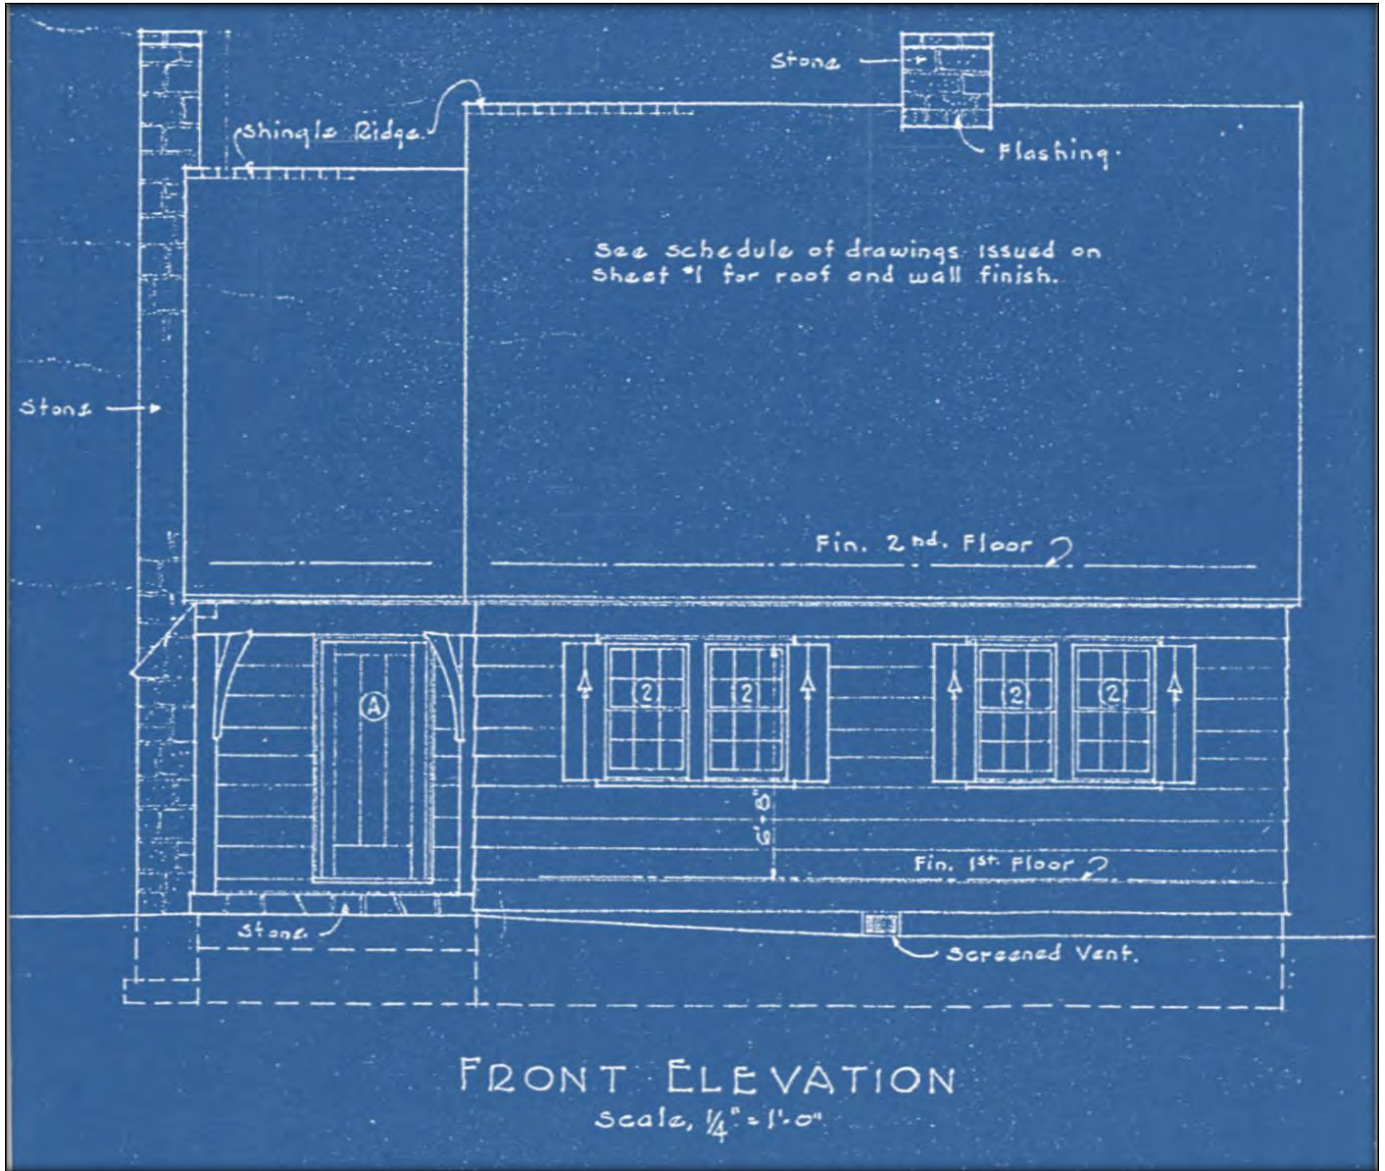 Stone
Shingle Ridge.
Flashing.
See schedule of drawings issued on
Sheet #1 for roof and wall finish.
Stone
Fin. 2nd. Floor
A
2
2
2
2
6'-8"
Fin. 1st. Floor
Stone
Screened Vent.
FRONT ELEVATION
Scale, 1/4" = 1'-0"